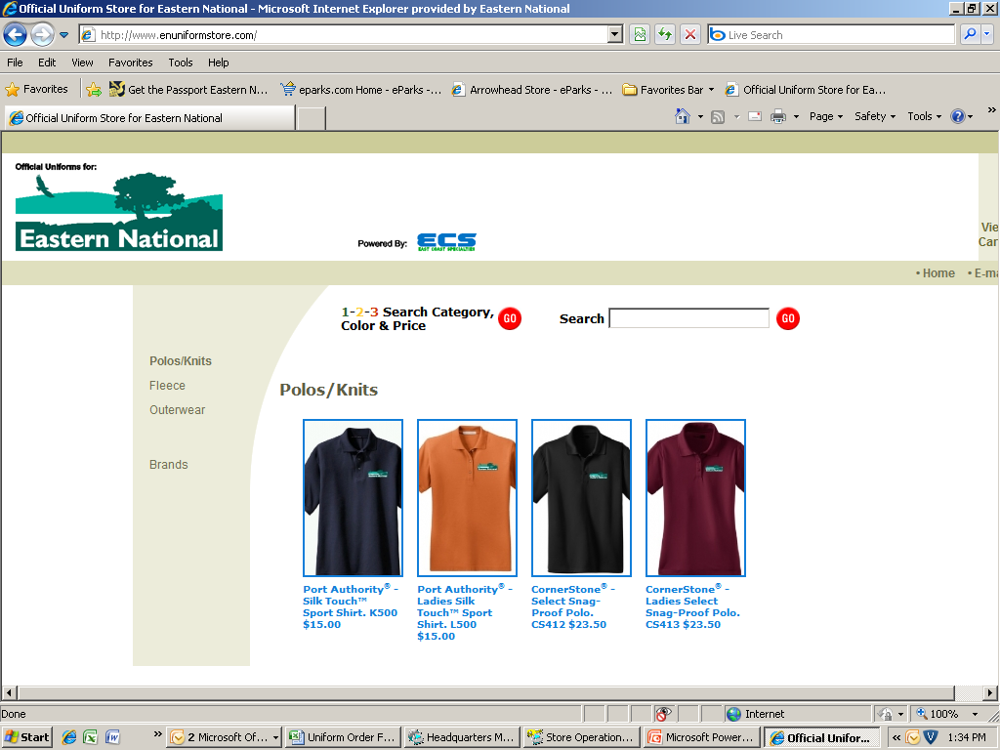 Official Uniform Store for Eastern National - Microsoft Internet Explorer provided by Eastern National
http://www.enuniformstore.com/
Live Search
File Edit View Favorites Tools Help
Favorites Get the Passport Eastern N... eparks.com Home - eParks -... Arrowhead Store - eParks - ... Favorites Bar Official Uniform Store for Ea...
Official Uniform Store for Eastern National
Page Safety Tools »
Official Uniforms for:
Eastern National
Powered By: ECS
EAST COAST SPECIALTIES
Vie
Car
• Home • E-ma
1-2-3 Search Category,
Color & Price
GO
Search
GO
Polos/Knits
Fleece
Outerwear
Brands
Polos/Knits
Port Authority® -
Silk Touch™
Sport Shirt. K500
$15.00
Port Authority® -
Ladies Silk
Touch™ Sport
Shirt. L500
$15.00
CornerStone® -
Select Snag-
Proof Polo.
CS412 $23.50
CornerStone® -
Ladies Select
Snag-Proof Polo.
CS413 $23.50
Done Internet 100%
Start » 2 Microsoft Of... Uniform Order F... Headquarters M... Store Operation... Microsoft Power... Official Unifor... « 1:34 PM